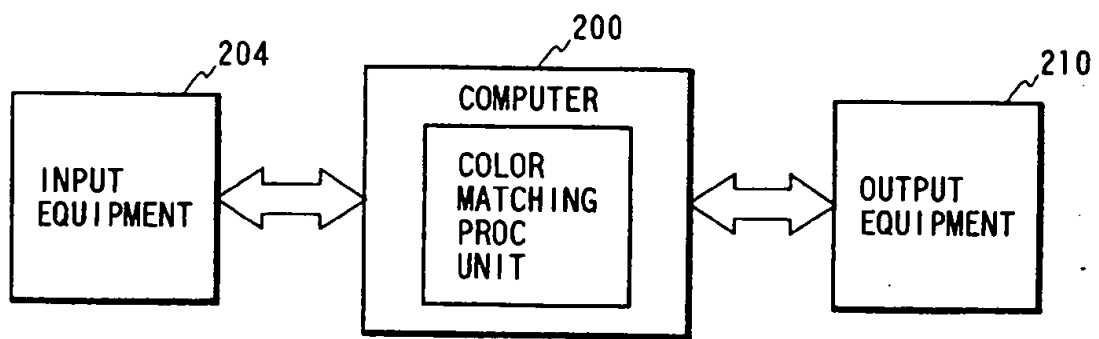 204
200
210
INPUT
EQUIPMENT
COMPUTER
COLOR
MATCHING
PROC
UNIT
OUTPUT
EQUIPMENT